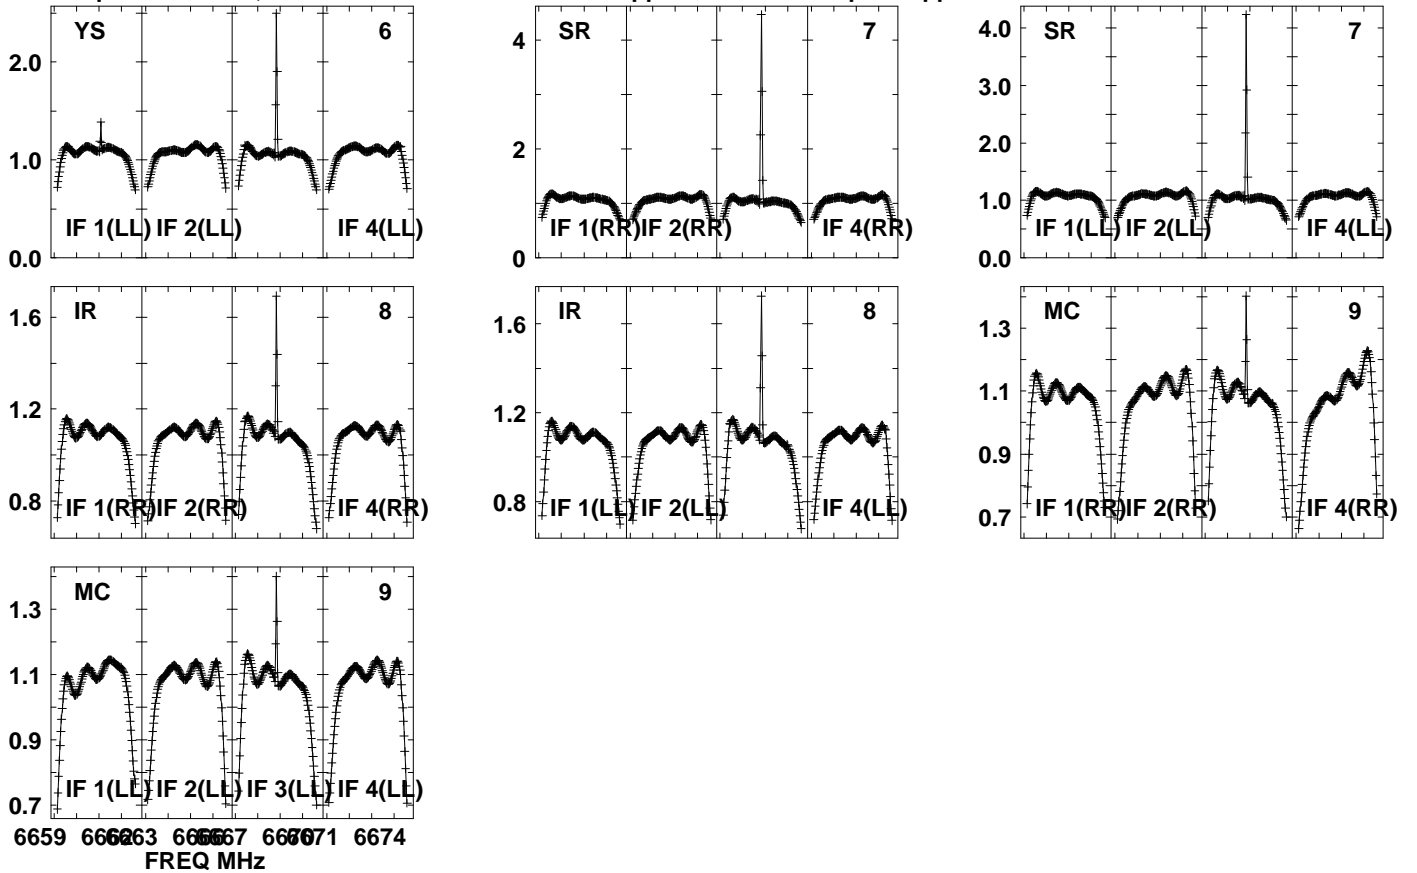 YS 6
2.0
1.0
0.0
IF 1(LL) IF 2(LL) IF 4(LL)
SR 7
4
2
0
IF 1(RR) IF 2(RR) IF 4(RR)
SR 7
4.0
3.0
2.0
1.0
0.0
IF 1(LL) IF 2(LL) IF 4(LL)
IR 8
1.6
1.2
0.8
IF 1(RR) IF 2(RR) IF 4(RR)
IR 8
1.6
1.2
0.8
IF 1(LL) IF 2(LL) IF 4(LL)
MC 9
1.3
1.1
0.9
0.7
IF 1(RR) IF 2(RR) IF 4(RR)
MC 9
1.3
1.1
0.9
0.7
IF 1(LL) IF 2(LL) IF 3(LL) IF 4(LL)
6659 6662 6663 6666 6667 6670 6671 6674
FREQ MHz